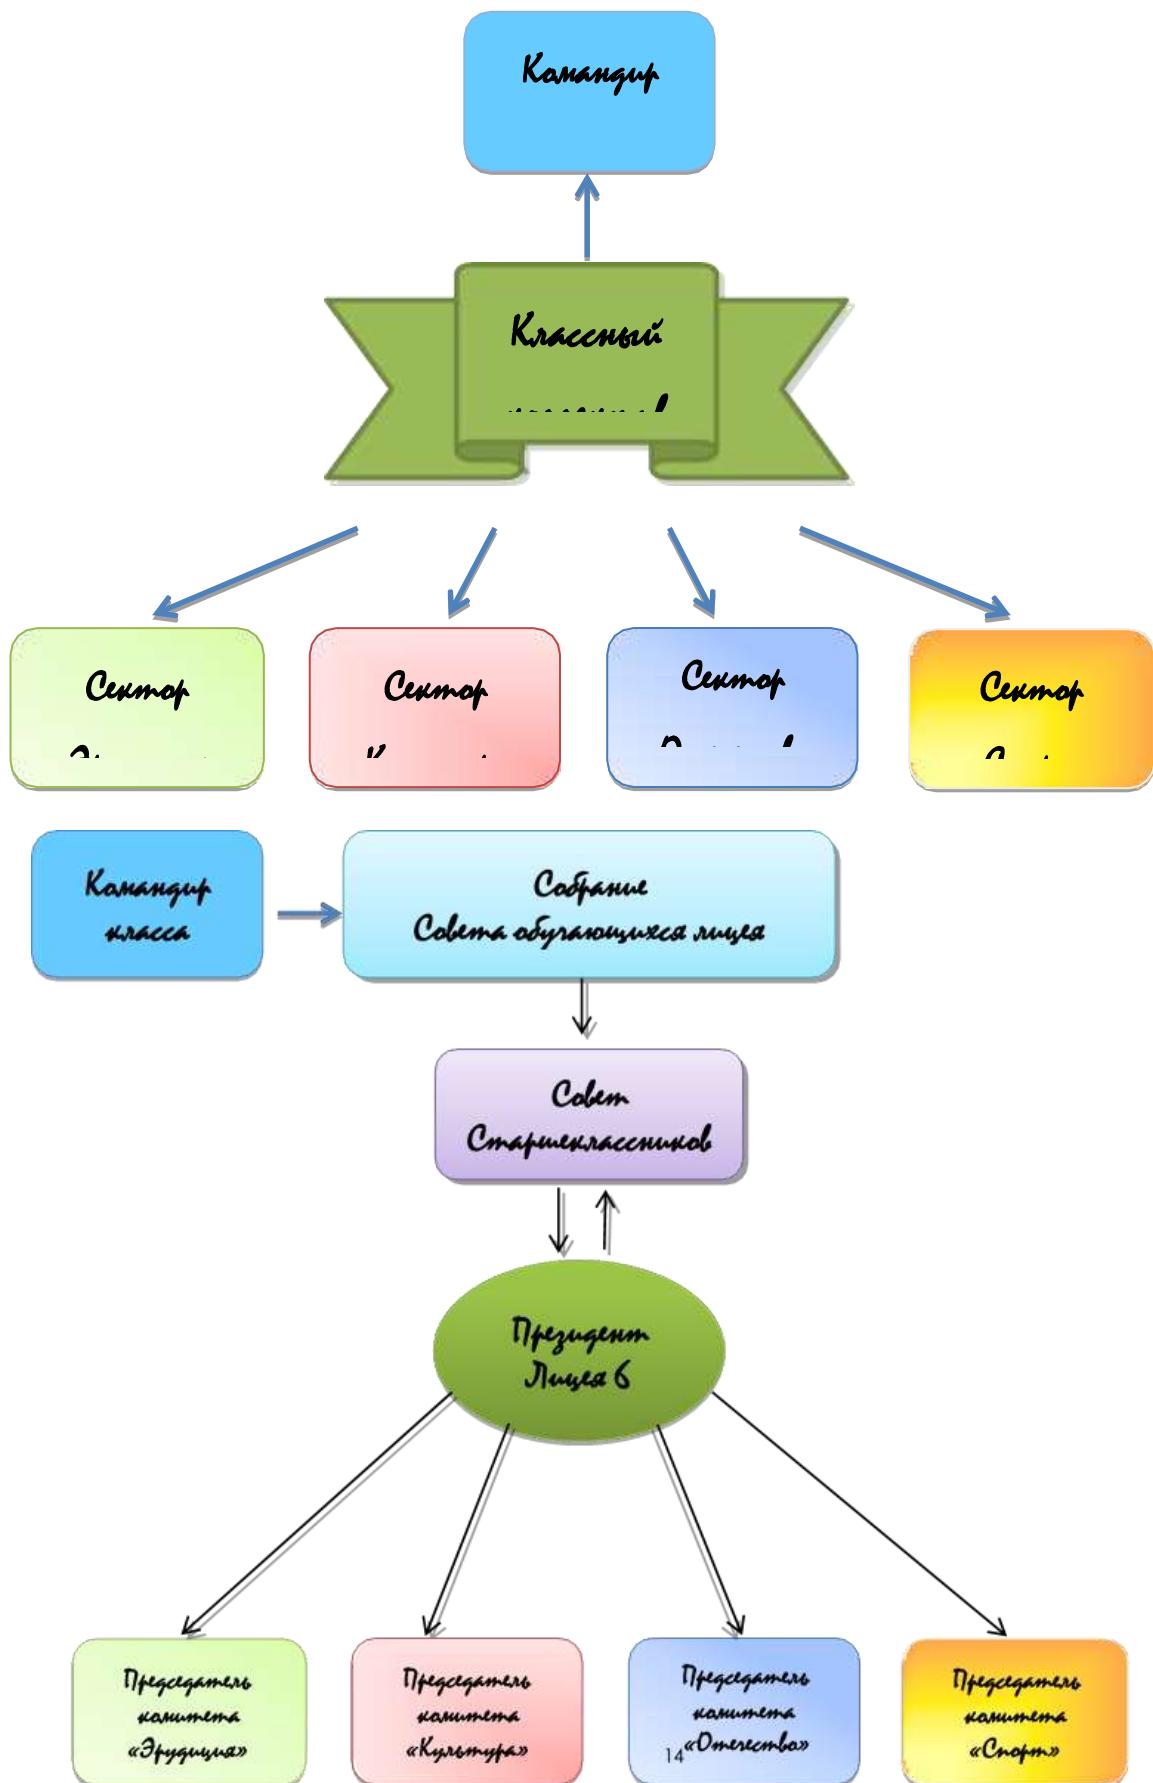 Командир
Классный
Сектор
Сектор
Сектор
Сектор
Командир
класса
Собрание
Совета обучающихся лицея
Совет
Старшеклассников
Президент
Лицея 6
Председатель
комитета
«Эрудиция»
Председатель
комитета
«Культура»
Председатель
комитета
«Отечество»
Председатель
комитета
«Спорт»
14